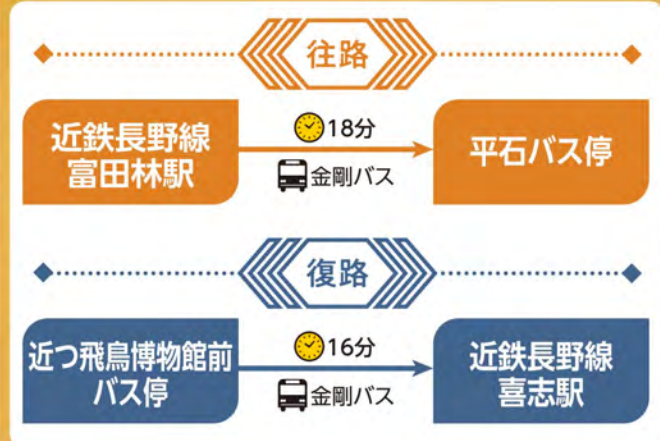 往路
近鉄長野線
富田林駅
18分
金剛バス
平石バス停
復路
近つ飛鳥博物館前
バス停
16分
金剛バス
近鉄長野線
喜志駅